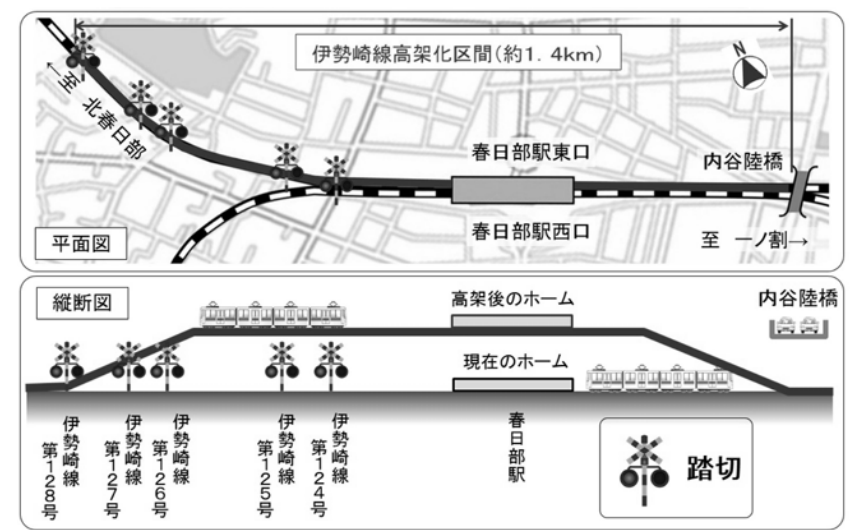 伊勢崎線高架化区間(約1.4km)
N
←至 北春日部
春日部駅東口
内谷陸橋
春日部駅西口
至 一ノ割→
平面図
縦断図
高架後のホーム
内谷陸橋
現在のホーム
伊勢崎線
第128号
伊勢崎線
第127号
伊勢崎線
第126号
伊勢崎線
第125号
伊勢崎線
第124号
春日部駅
踏切